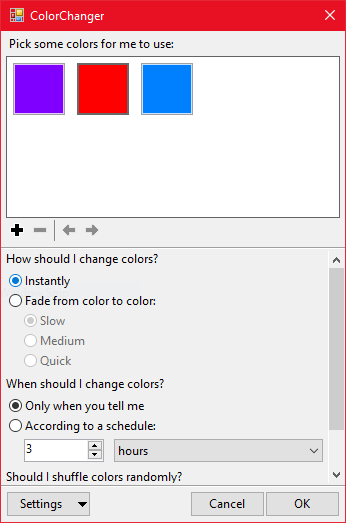 ColorChanger
Pick some colors for me to use:
How should I change colors?
Instantly
Fade from color to color:
Slow
Medium
Quick
When should I change colors?
Only when you tell me
According to a schedule:
3 hours
Should I shuffle colors randomly?
Settings Cancel OK